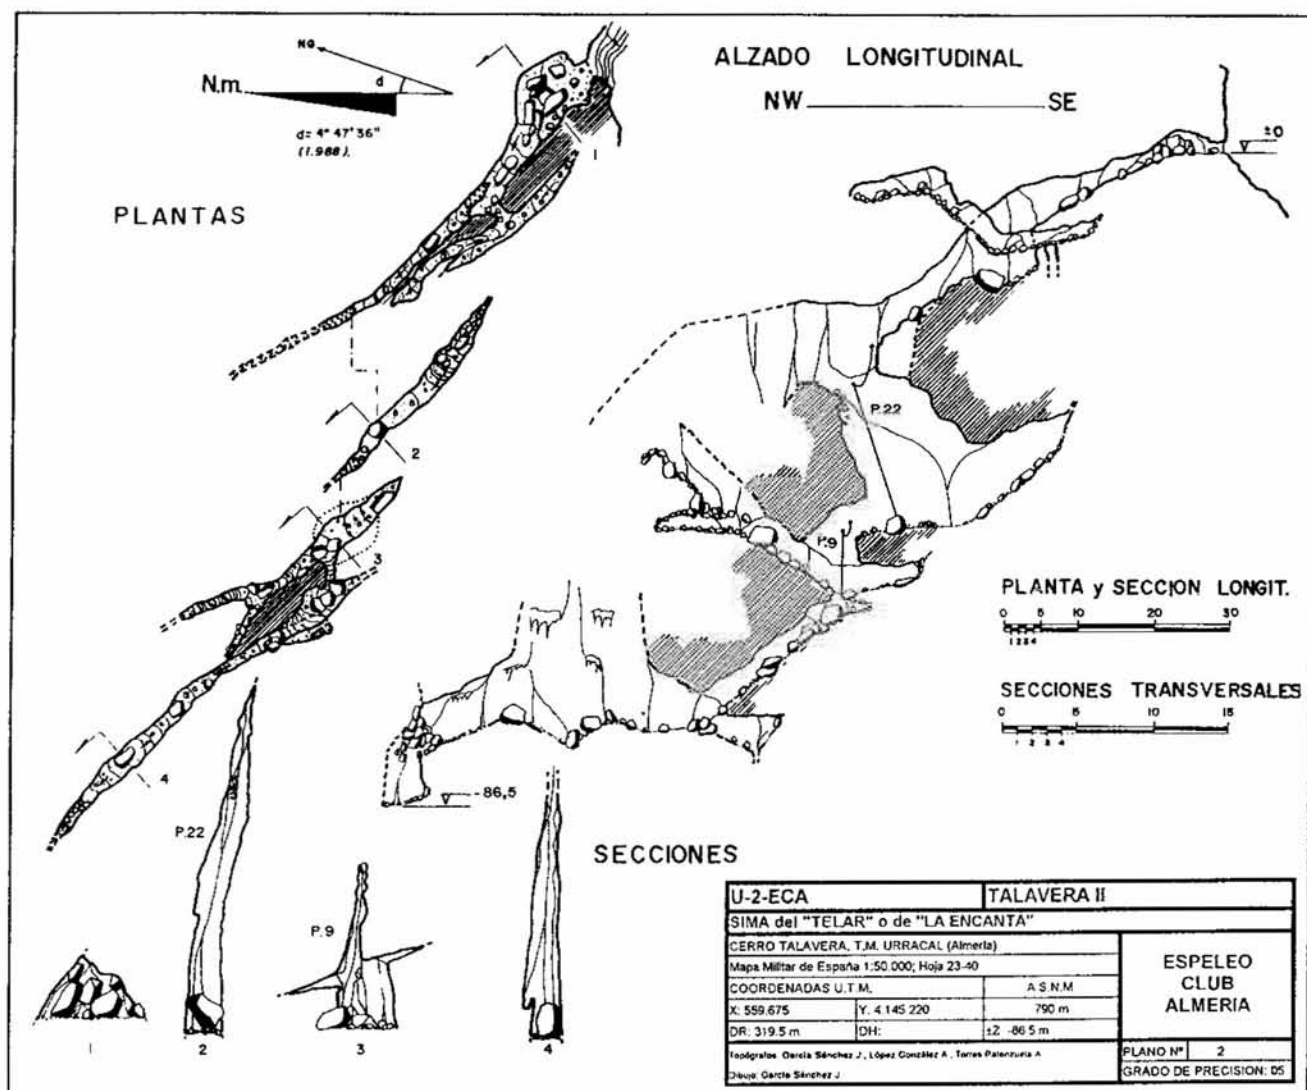 NG
N.m.
d
d= 4° 47' 36"
(1.988).
PLANTAS
1
2
3
4
ALZADO LONGITUDINAL
NW SE
±0
P.22
P.9
-86,5
PLANTA y SECCION LONGIT.
0 5 10 20 30
1 2 3 4
SECCIONES TRANSVERSALES
0 5 10 15
1 2 3 4
SECCIONES
P.22
P.9
1
2
3
4
U-2-ECA TALAVERA II
SIMA del "TELAR" o de "LA ENCANTA"
CERRO TALAVERA, T.M. URRACAL (Almería)
Mapa Militar de España 1:50.000; Hoja 23-40
COORDENADAS U.T.M. A.S.N.M
X: 559.675 Y. 4.145.220 790 m
DR: 319.5 m DH: ±Z -86.5 m
Topógrafos. García Sánchez J., López González A., Torres Palenzuela A
Dibujo: García Sánchez J
ESPELEO
CLUB
ALMERIA
PLANO Nº 2
GRADO DE PRECISION: 05